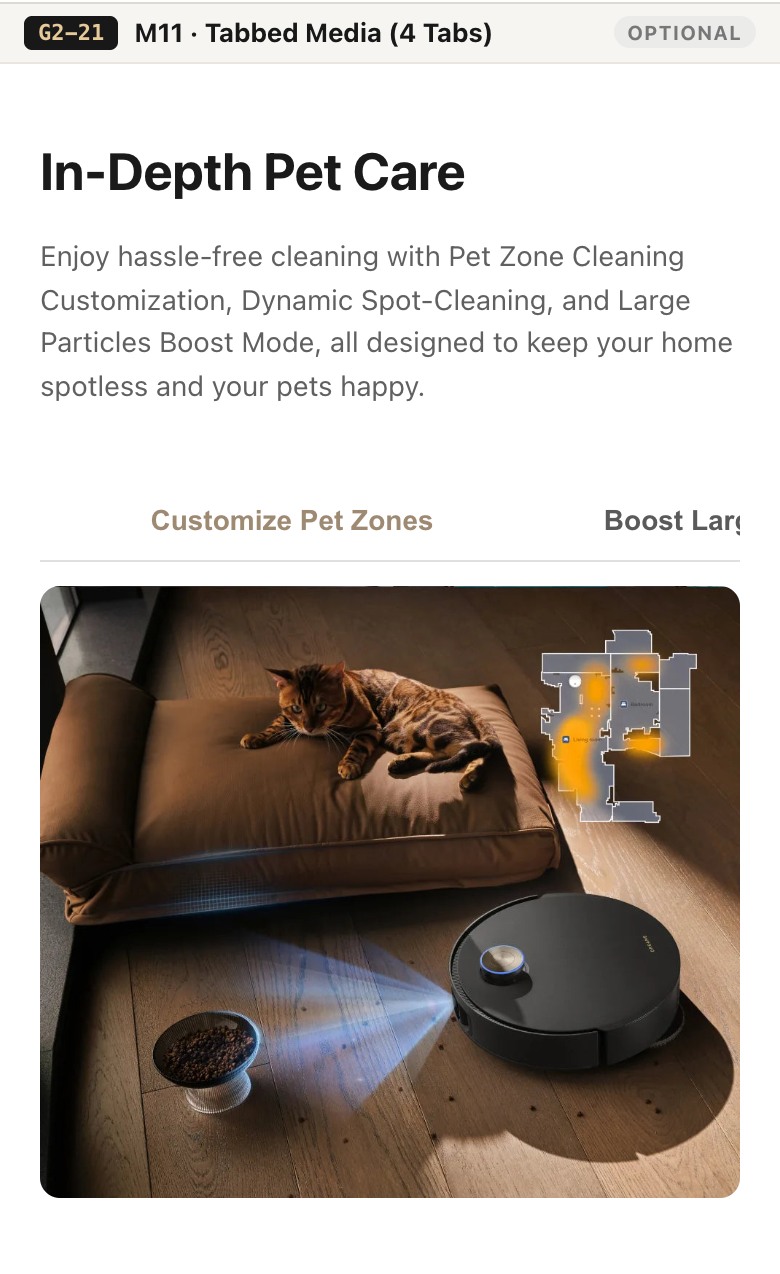 G2–21 M11 · Tabbed Media (4 Tabs) OPTIONAL
In-Depth Pet Care
Enjoy hassle-free cleaning with Pet Zone Cleaning
Customization, Dynamic Spot-Cleaning, and Large
Particles Boost Mode, all designed to keep your home
spotless and your pets happy.
Customize Pet Zones Boost Larg